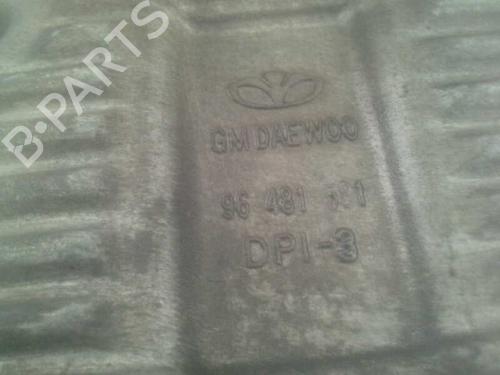 B-PARTS
GM DAEWOO
96 481
DPI-3